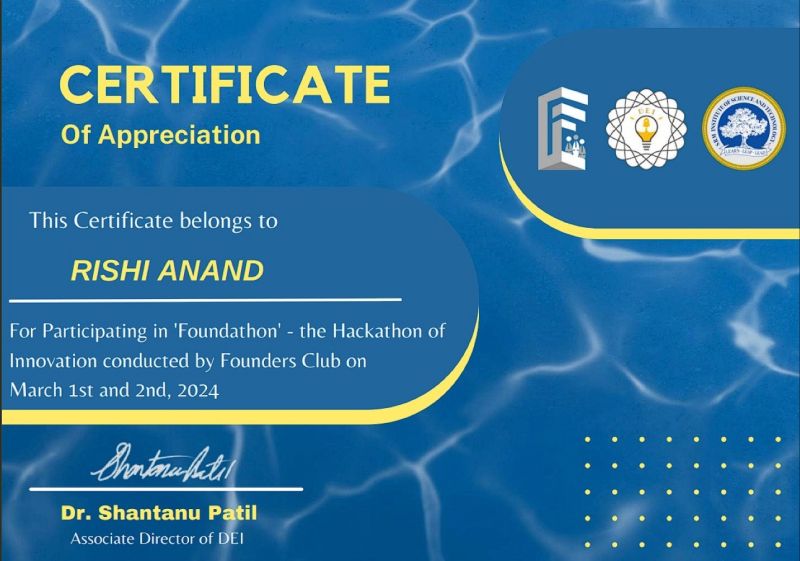 CERTIFICATE
Of Appreciation
DEI
SRM INSTITUTE OF SCIENCE AND TECHNOLOGY
LEARN · LEAP · LEAD
This Certificate belongs to
RISHI ANAND
For Participating in 'Foundathon' - the Hackathon of
Innovation conducted by Founders Club on
March 1st and 2nd, 2024
Shantanu Patil
Dr. Shantanu Patil
Associate Director of DEI